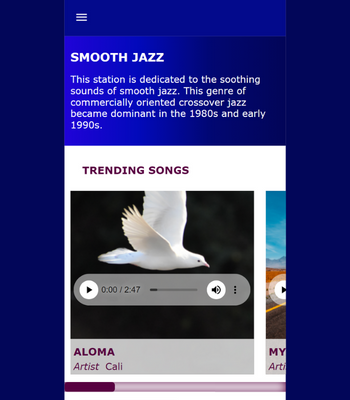 SMOOTH JAZZ
This station is dedicated to the soothing
sounds of smooth jazz. This genre of
commercially oriented crossover jazz
became dominant in the 1980s and early
1990s.
TRENDING SONGS
0:00 / 2:47
ALOMA
MY
Artist Cali
Arti